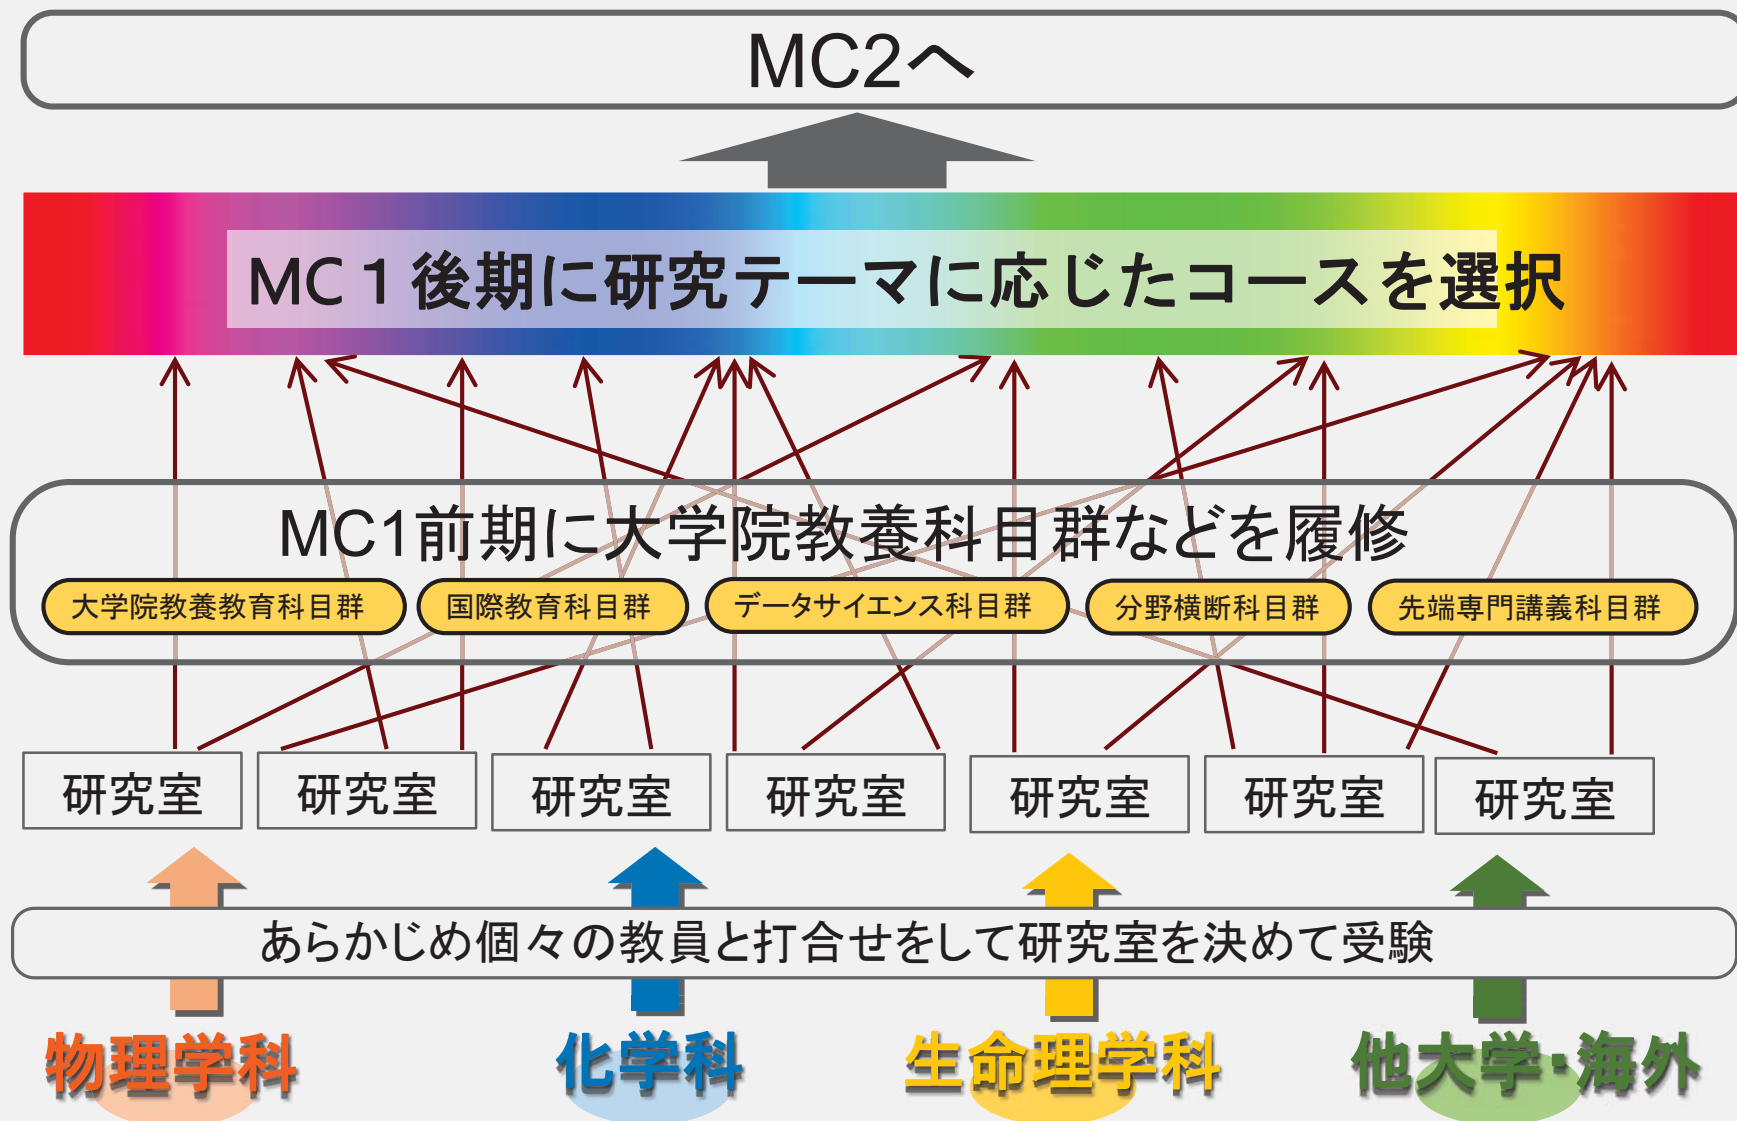 MC2へ
MC1後期に研究テーマに応じたコースを選択
MC1前期に大学院教養科目群などを履修
大学院教養教育科目群 国際教育科目群 データサイエンス科目群 分野横断科目群 先端専門講義科目群
研究室 研究室 研究室 研究室 研究室 研究室 研究室
あらかじめ個々の教員と打合せをして研究室を決めて受験
物理学科 化学科 生命理学科 他大学・海外